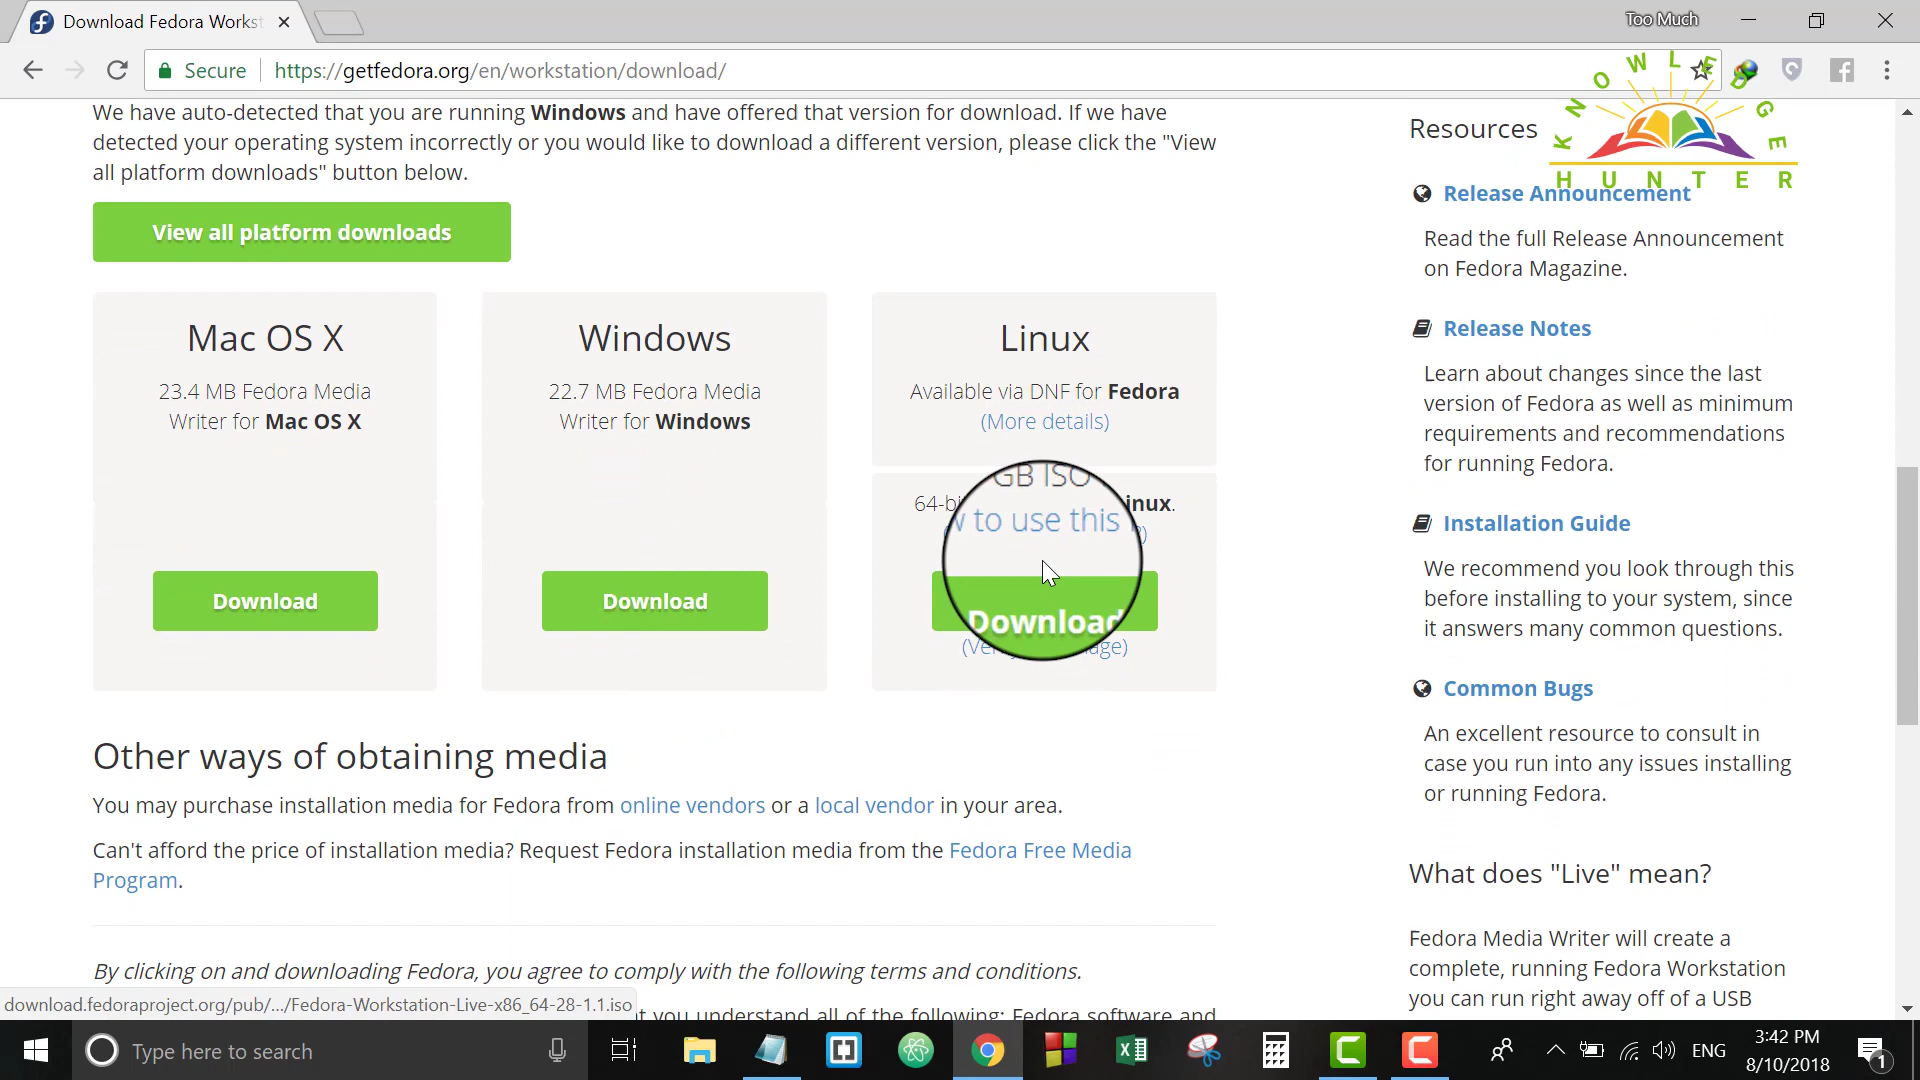 Download Fedora Workst
Too Much
Secure
https://getfedora.org/en/workstation/download/
KNOWLEDGE
HUNTER
We have auto-detected that you are running Windows and have offered that version for download. If we have
detected your operating system incorrectly or you would like to download a different version, please click the "View
all platform downloads" button below.
View all platform downloads
Mac OS X
23.4 MB Fedora Media
Writer for Mac OS X
Download
Windows
22.7 MB Fedora Media
Writer for Windows
Download
Linux
Available via DNF for Fedora
(More details)
GB ISO
64-bi inux.
to use this
Download
Other ways of obtaining media
You may purchase installation media for Fedora from online vendors or a local vendor in your area.
Can't afford the price of installation media? Request Fedora installation media from the Fedora Free Media
Program.
By clicking on and downloading Fedora, you agree to comply with the following terms and conditions.
t you understand all of the following: Fedora software and
download.fedoraproject.org/pub/.../Fedora-Workstation-Live-x86_64-28-1.1.iso
Resources
Release Announcement
Read the full Release Announcement
on Fedora Magazine.
Release Notes
Learn about changes since the last
version of Fedora as well as minimum
requirements and recommendations
for running Fedora.
Installation Guide
We recommend you look through this
before installing to your system, since
it answers many common questions.
Common Bugs
An excellent resource to consult in
case you run into any issues installing
or running Fedora.
What does "Live" mean?
Fedora Media Writer will create a
complete, running Fedora Workstation
you can run right away off of a USB
Type here to search
ENG
3:42 PM
8/10/2018
1